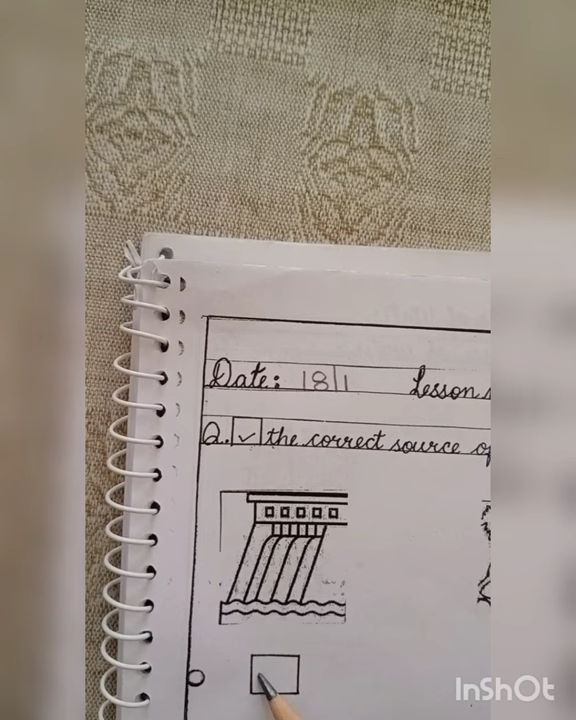 Date: 18/1 Lesson
Q. ✓ the correct source of
InShOt